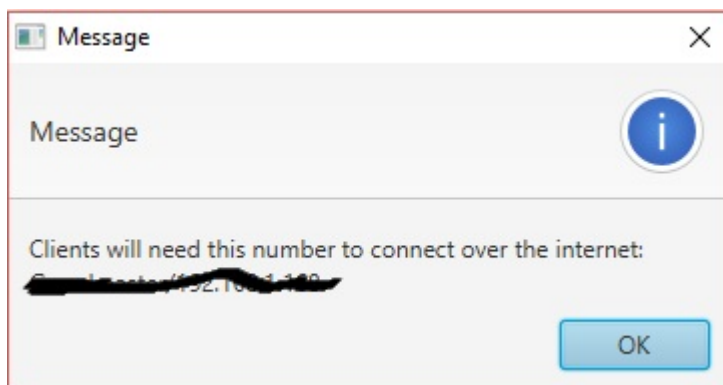 Message
Message
Clients will need this number to connect over the internet:
OK